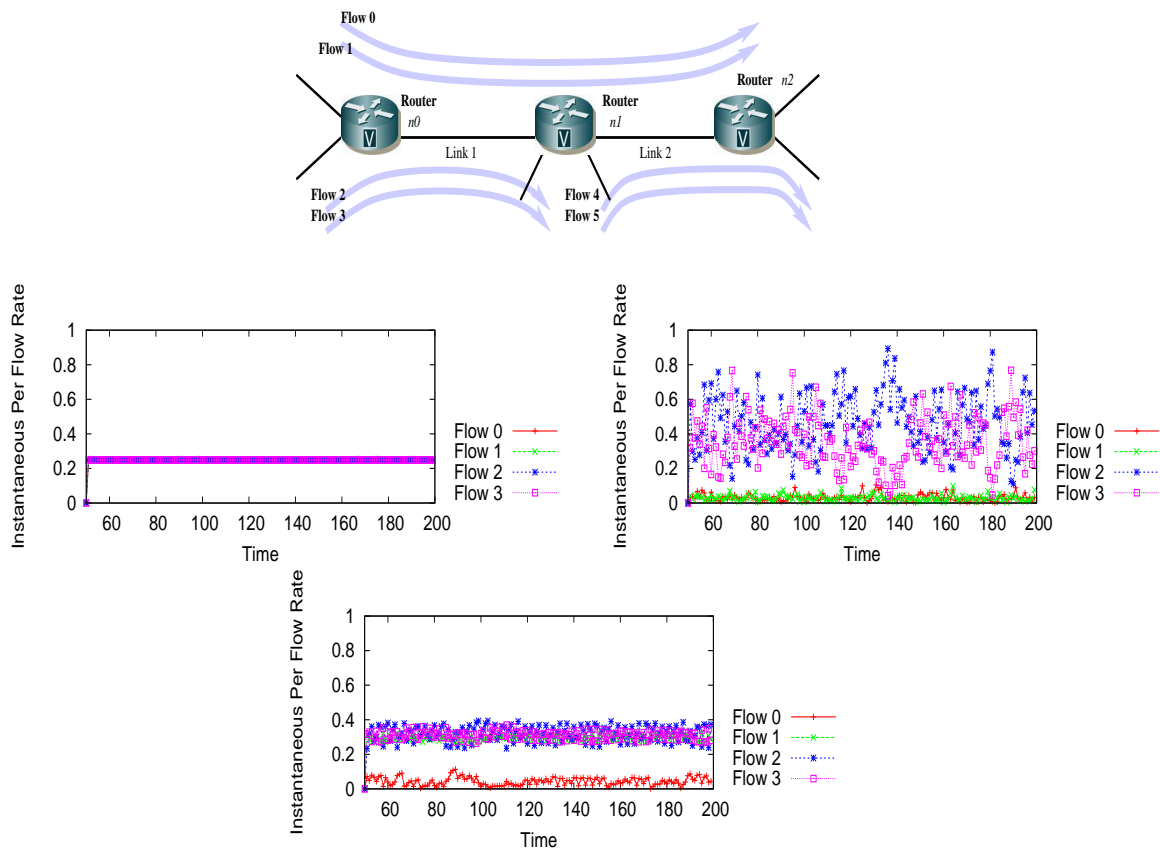 Flow 0
Flow 1
Router n2
Router
n0
Router
n1
V
V
V
Link 1
Link 2
Flow 2
Flow 3
Flow 4
Flow 5
Instantaneous Per Flow Rate
1
0.8
0.6
0.4
0.2
0
60 80 100 120 140 160 180 200
Time
Flow 0
Flow 1
Flow 2
Flow 3
Instantaneous Per Flow Rate
1
0.8
0.6
0.4
0.2
0
60 80 100 120 140 160 180 200
Time
Flow 0
Flow 1
Flow 2
Flow 3
Instantaneous Per Flow Rate
1
0.8
0.6
0.4
0.2
0
60 80 100 120 140 160 180 200
Time
Flow 0
Flow 1
Flow 2
Flow 3